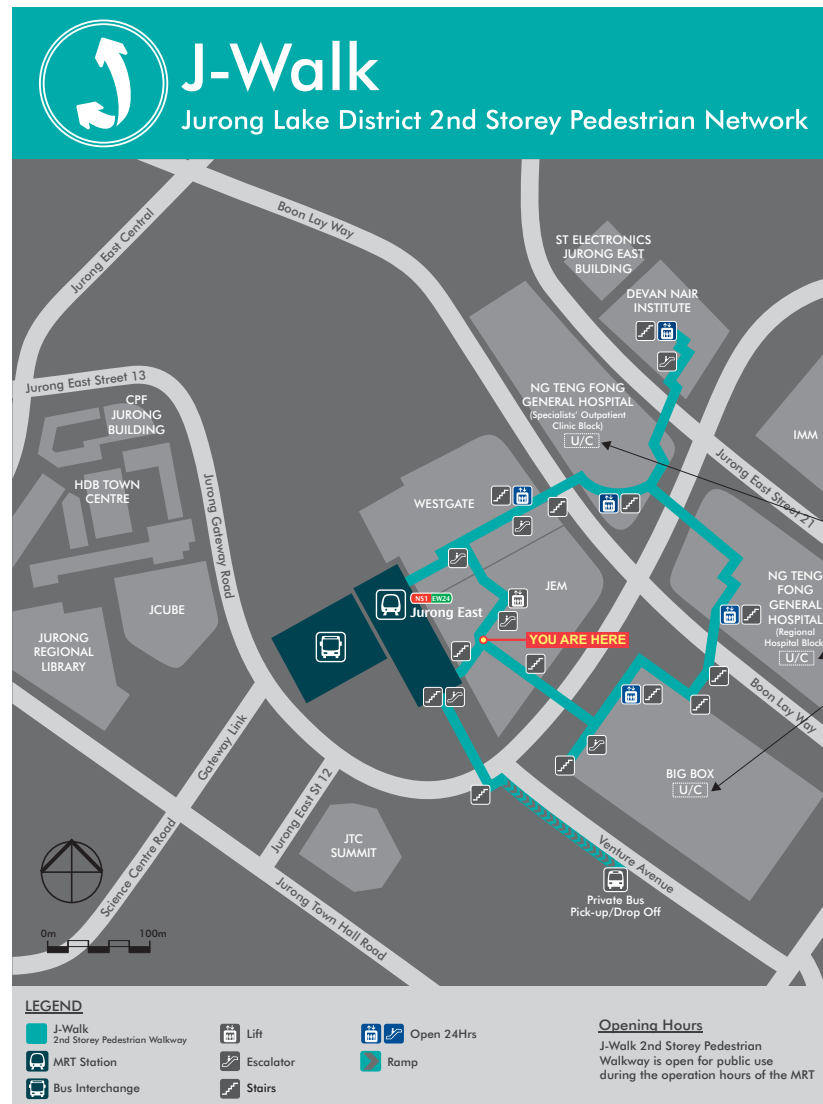 J-Walk
Jurong Lake District 2nd Storey Pedestrian Network
Jurong East Central
Boon Lay Way
ST ELECTRONICS
JURONG EAST
BUILDING
DEVAN NAIR
INSTITUTE
Jurong East Street 13
CPF
JURONG
BUILDING
NG TENG FONG
GENERAL HOSPITAL
(Specialists' Outpatient
Clinic Block)
U/C
IMM
HDB TOWN
CENTRE
Jurong Gateway Road
WESTGATE
Jurong East Street 21
JEM
NG TENG
FONG
GENERAL
HOSPITAL
(Regional
Hospital Block
U/C
NS1 EW24
Jurong East
JCUBE
JURONG
REGIONAL
LIBRARY
YOU ARE HERE
Boon Lay Way
Gateway Link
BIG BOX
U/C
Jurong East St 12
JTC
SUMMIT
Science Centre Road
Venture Avenue
Private Bus
Pick-up/Drop Off
Jurong Town Hall Road
0m 100m
LEGEND
J-Walk
2nd Storey Pedestrian Walkway
MRT Station
Bus Interchange
Lift
Escalator
Stairs
Open 24Hrs
Ramp
Opening Hours
J-Walk 2nd Storey Pedestrian
Walkway is open for public use
during the operation hours of the MRT